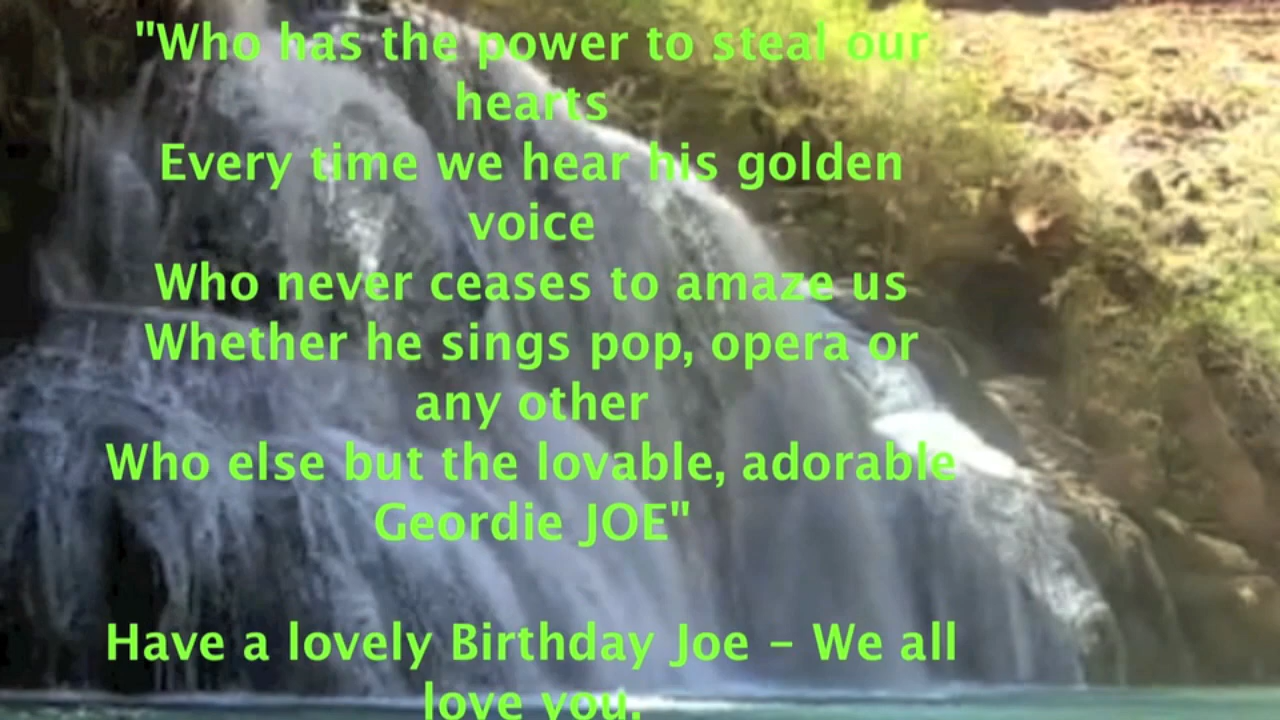 "Who has the power to steal our
hearts
Every time we hear his golden
voice
Who never ceases to amaze us
Whether he sings pop, opera or
any other
Who else but the lovable, adorable
Geordie JOE"
Have a lovely Birthday Joe – We all
love you.